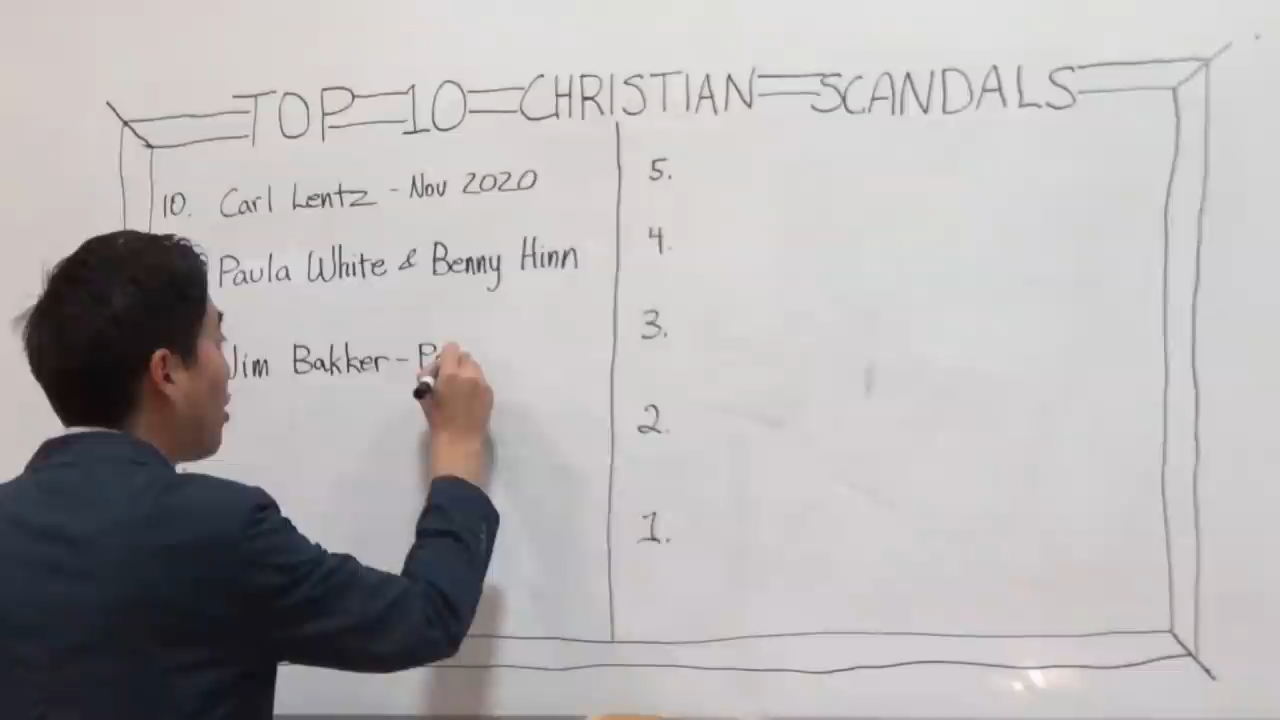 TOP 10 CHRISTIAN SCANDALS
10. Carl Lentz - Nov 2020
Paula White & Benny Hinn
Jim Bakker - P
5.
4.
3.
2.
1.